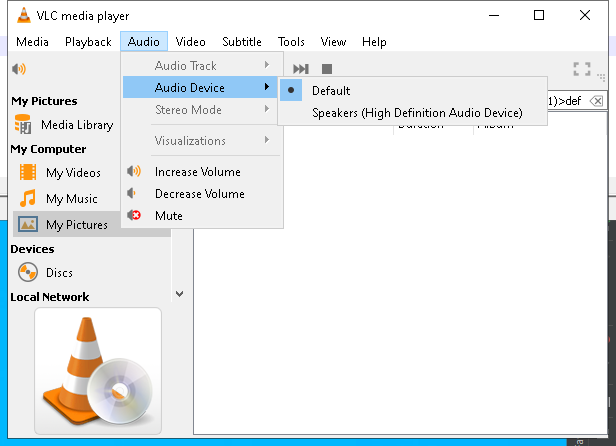 VLC media player
Media Playback Audio Video Subtitle Tools View Help
Audio Track
Audio Device
Stereo Mode
Visualizations
Increase Volume
Decrease Volume
Mute
Default
Speakers (High Definition Audio Device)
1)>def
My Pictures
Media Library
My Computer
My Videos
My Music
My Pictures
Devices
Discs
Local Network